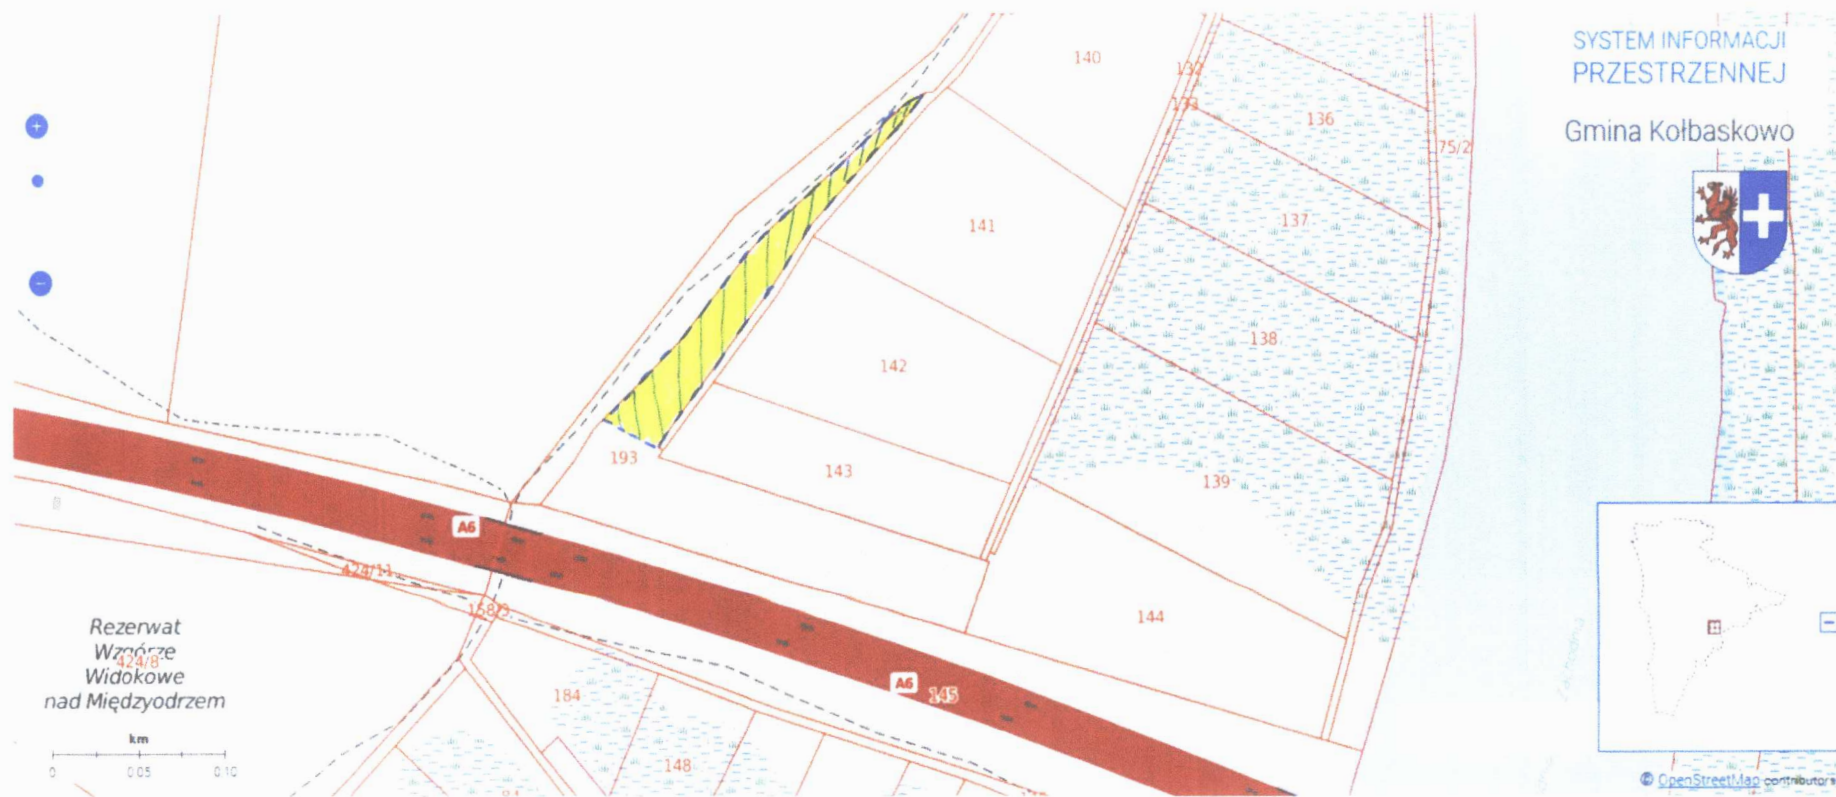 SYSTEM INFORMACJI
PRZESTRZENNEJ
Gmina Kołbaskowo
140
132
133
136
75/2
141
137
138
142
193
143
139
A6
424/11
158/3
144
Rezerwat
Wzgórze
424/8
Widokowe
nad Międzyodrzem
A6
145
184
148
km
0
0.05
0.10
© OpenStreetMap contributors